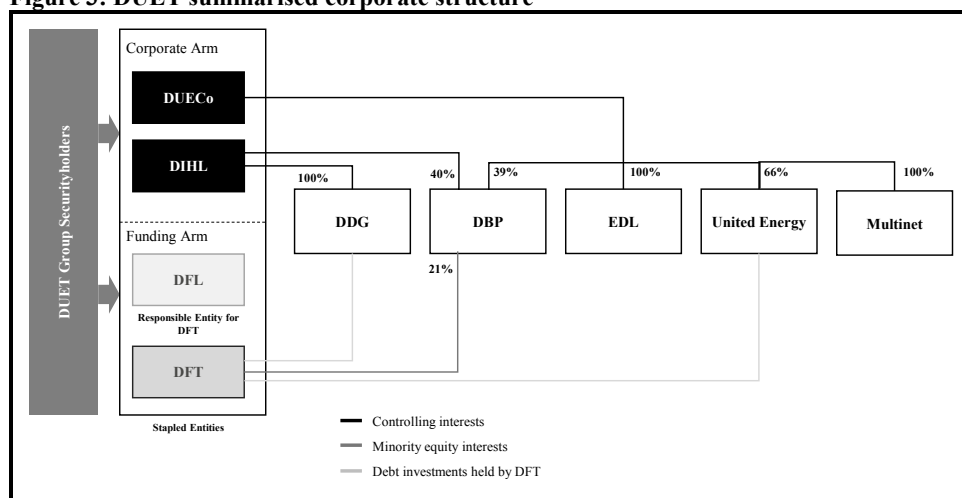 Figure 5: DUET summarised corporate structure
DUET Group Securityholders
Corporate Arm
DUECo
DIHL
100%
40%
39%
100%
66%
100%
DDG
DBP
EDL
United Energy
Multinet
21%
Funding Arm
DFL
Responsible Entity for
DFT
DFT
Stapled Entities
Controlling interests
Minority equity interests
Debt investments held by DFT